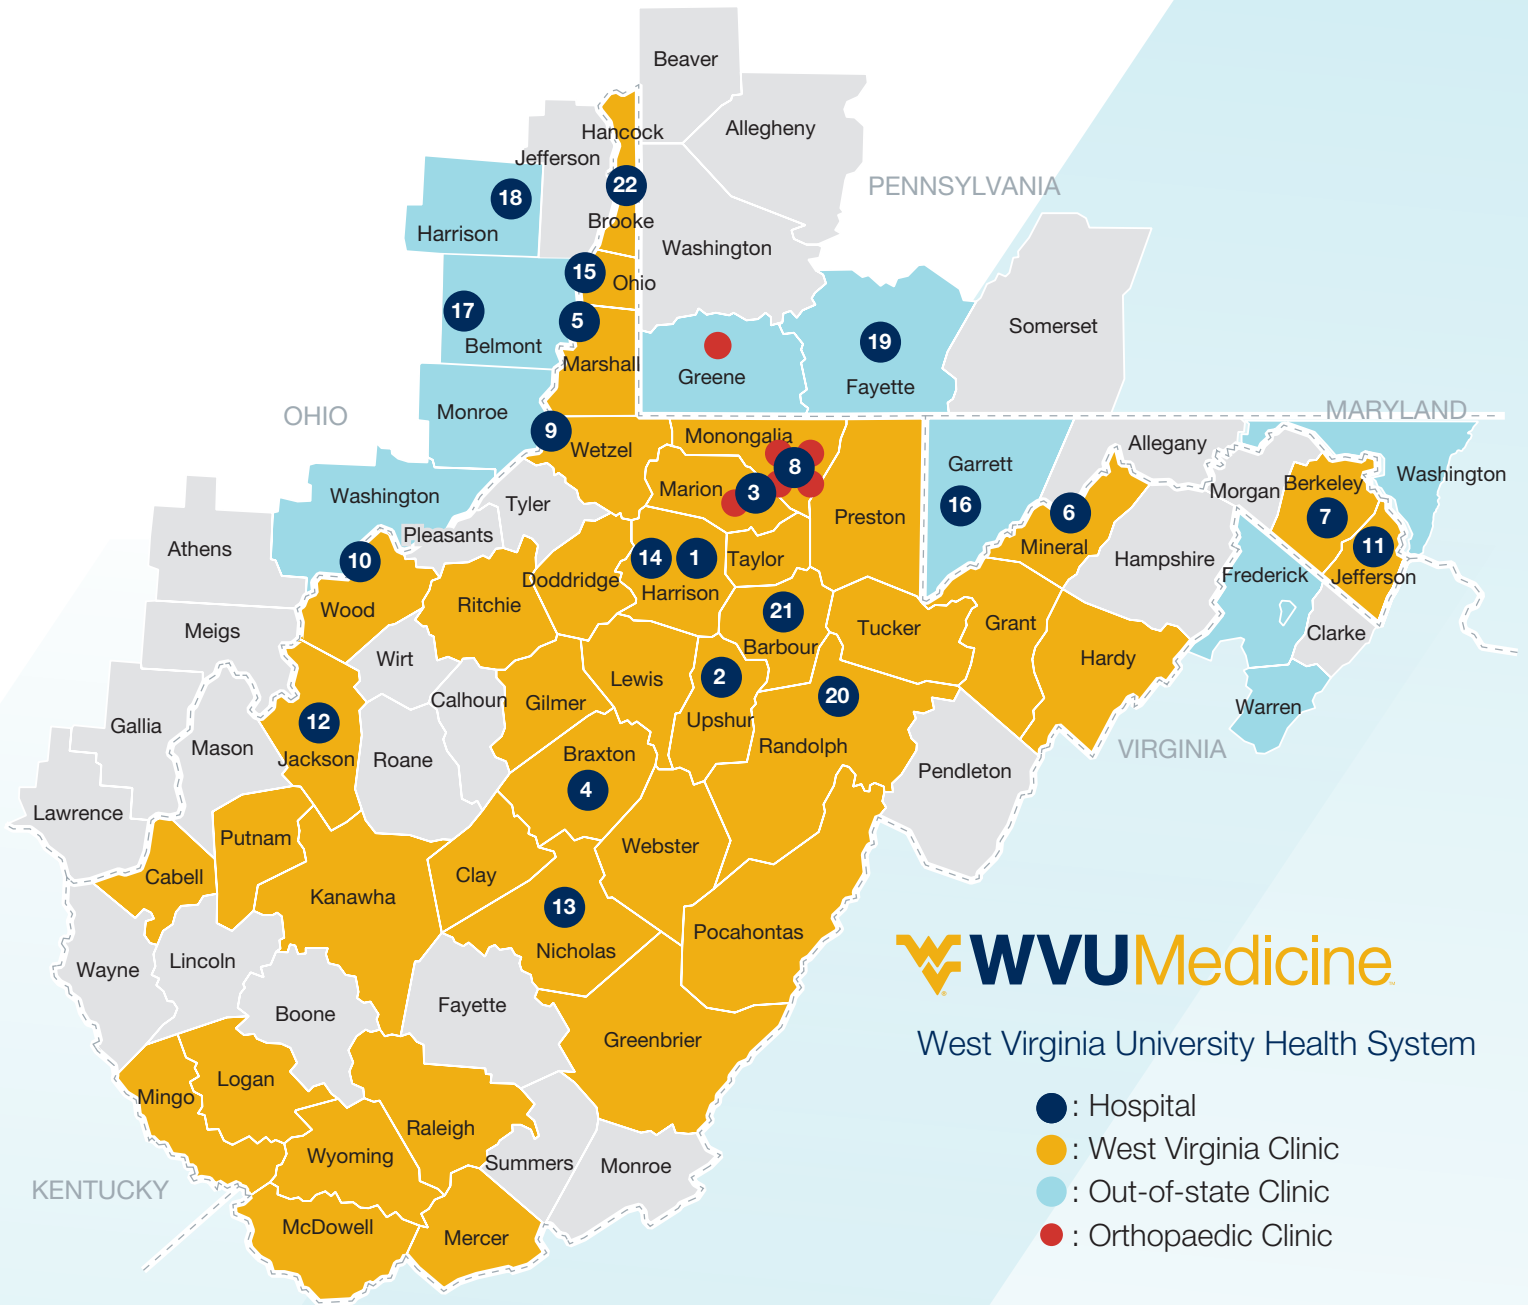 Beaver
Allegheny
Hancock
Jefferson
PENNSYLVANIA
22
18
Brooke
Harrison
Washington
15
Ohio
17
5
Somerset
Belmont
19
Marshall
Greene
Fayette
OHIO
Monroe
MARYLAND
9
Wetzel
Monongalia
Allegany
8
Garrett
Washington
Berkeley
Morgan
Marion
3
Washington
Tyler
16
6
7
Preston
Pleasants
Athens
Mineral
11
10
14
1
Taylor
Hampshire
Frederick
Jefferson
Doddridge
Harrison
Wood
Ritchie
21
Meigs
Tucker
Grant
Clarke
Barbour
Wirt
Hardy
Lewis
2
20
Calhoun
Gilmer
Warren
12
Upshur
Gallia
Mason
Randolph
VIRGINIA
Braxton
Jackson
Roane
Pendleton
4
Lawrence
Putnam
Webster
Cabell
Clay
Kanawha
13
Pocahontas
Nicholas
WVUMedicine
Lincoln
Wayne
Fayette
Boone
Greenbrier
West Virginia University Health System
Logan
Mingo
: Hospital
Raleigh
: West Virginia Clinic
Wyoming
Summers
Monroe
KENTUCKY
: Out-of-state Clinic
McDowell
Mercer
: Orthopaedic Clinic